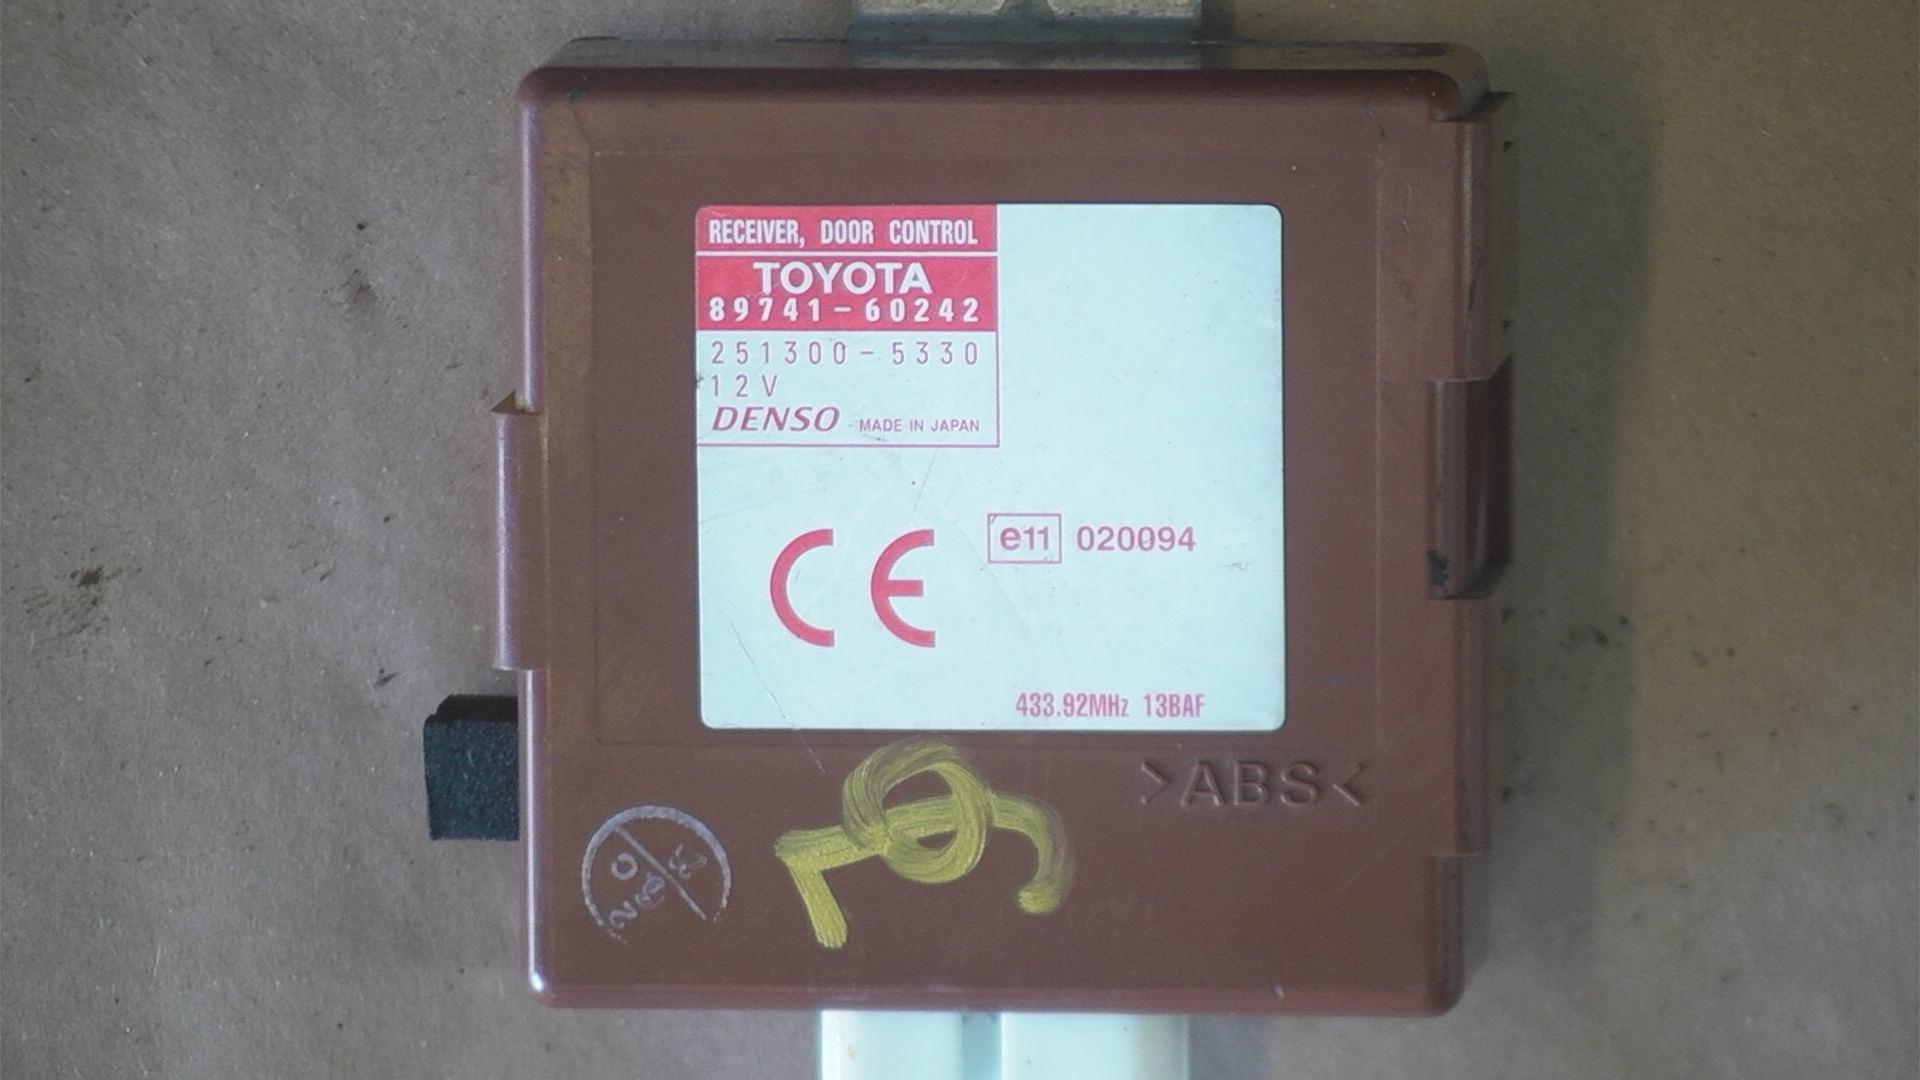 RECEIVER, DOOR CONTROL
TOYOTA
89741-60242
251300-5330
12V
DENSO MADE IN JAPAN
CE
e11 020094
433.92MHz 13BAF
>ABS<